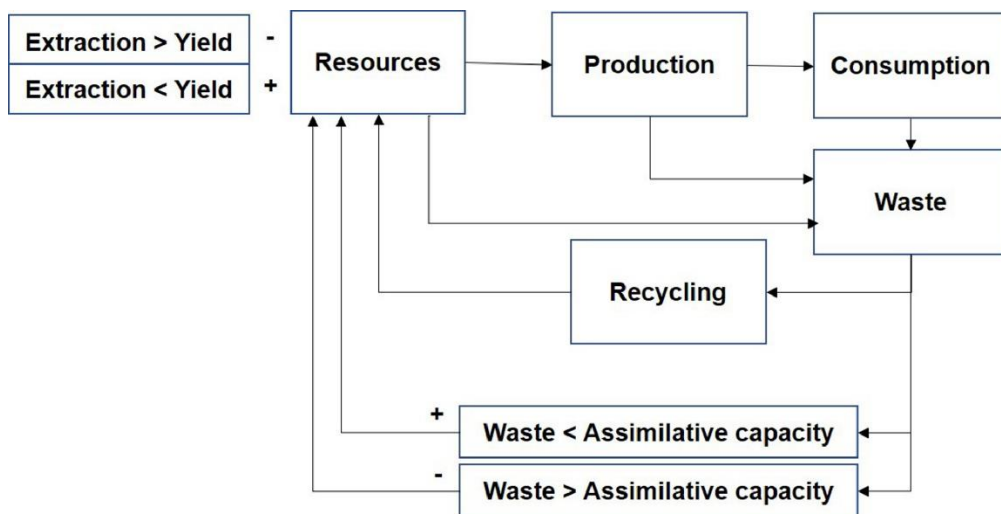 Extraction > Yield
-
Extraction < Yield
+
Resources
Production
Consumption
Waste
Recycling
+
Waste < Assimilative capacity
-
Waste > Assimilative capacity